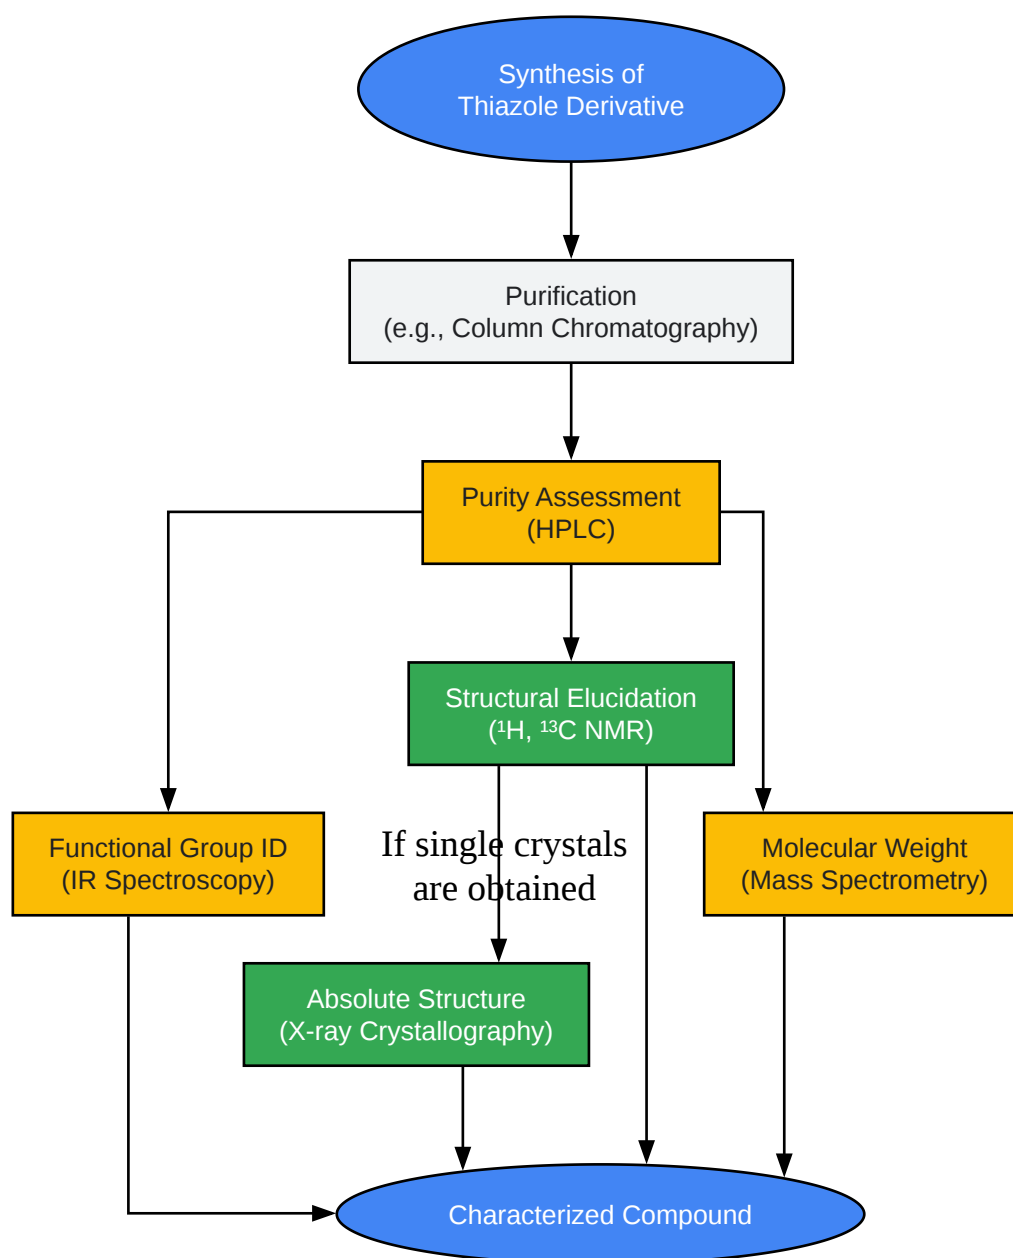 Synthesis of
Thiazole Derivative
Purification
(e.g., Column Chromatography)
Purity Assessment
(HPLC)
Structural Elucidation
(¹H, ¹³C NMR)
Functional Group ID
(IR Spectroscopy)
If single crystals
are obtained
Molecular Weight
(Mass Spectrometry)
Absolute Structure
(X-ray Crystallography)
Characterized Compound